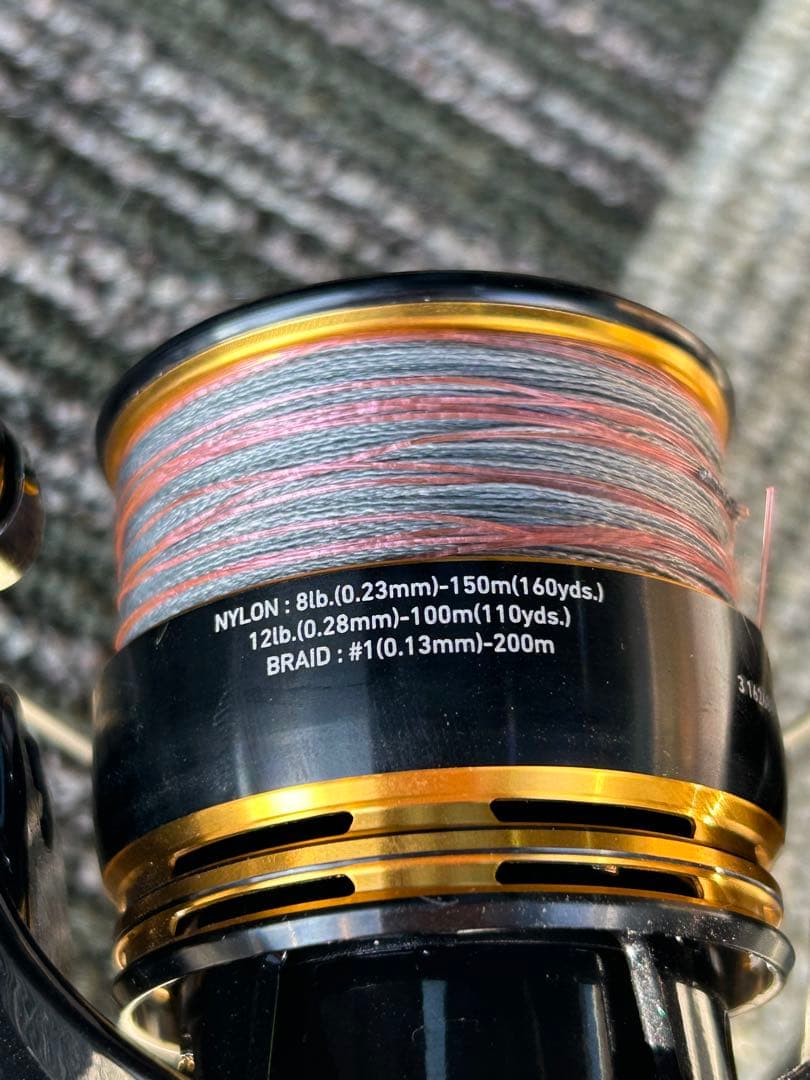 NYLON : 8lb.(0.23mm)-150m(160yds.)
12lb.(0.28mm)-100m(110yds.)
BRAID : #1(0.13mm)-200m